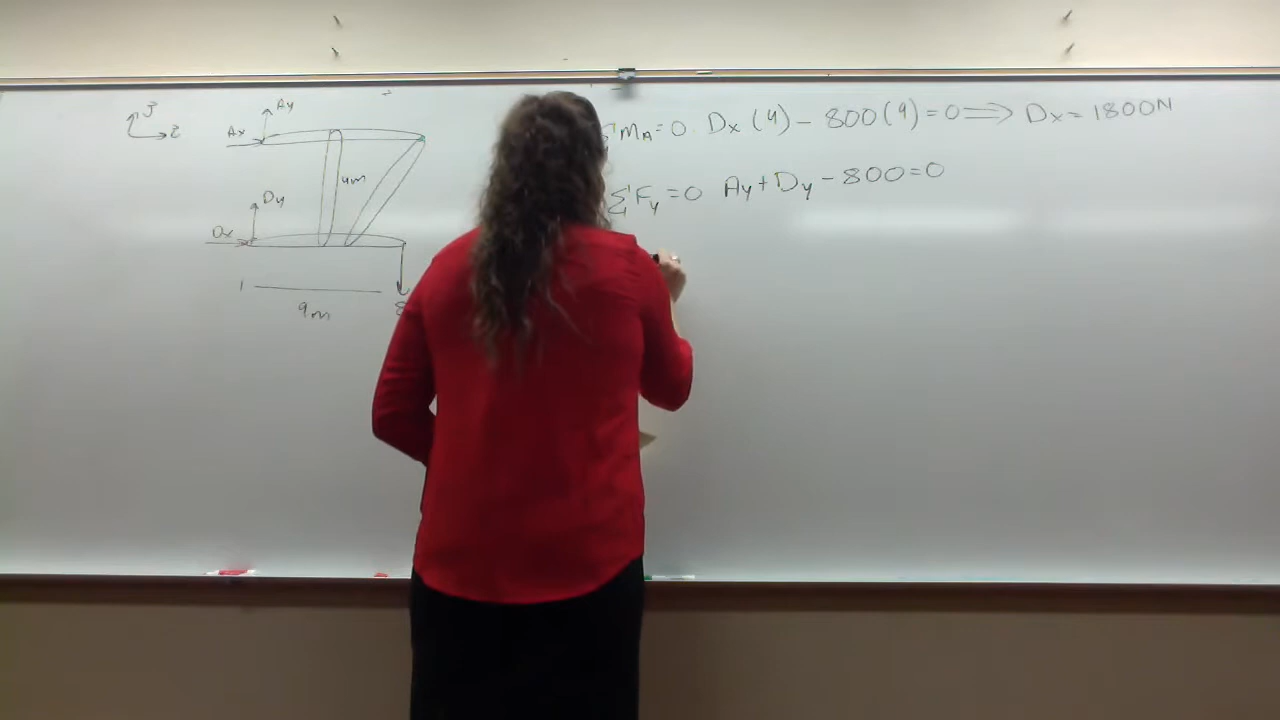 J
Ay
Ax
î
4m
Dy
Dx
9m
8
ΣMA=0. Dx(4)-800(9)=0 ⟹ Dx=1800N
ΣFy=0 Ay+Dy-800=0